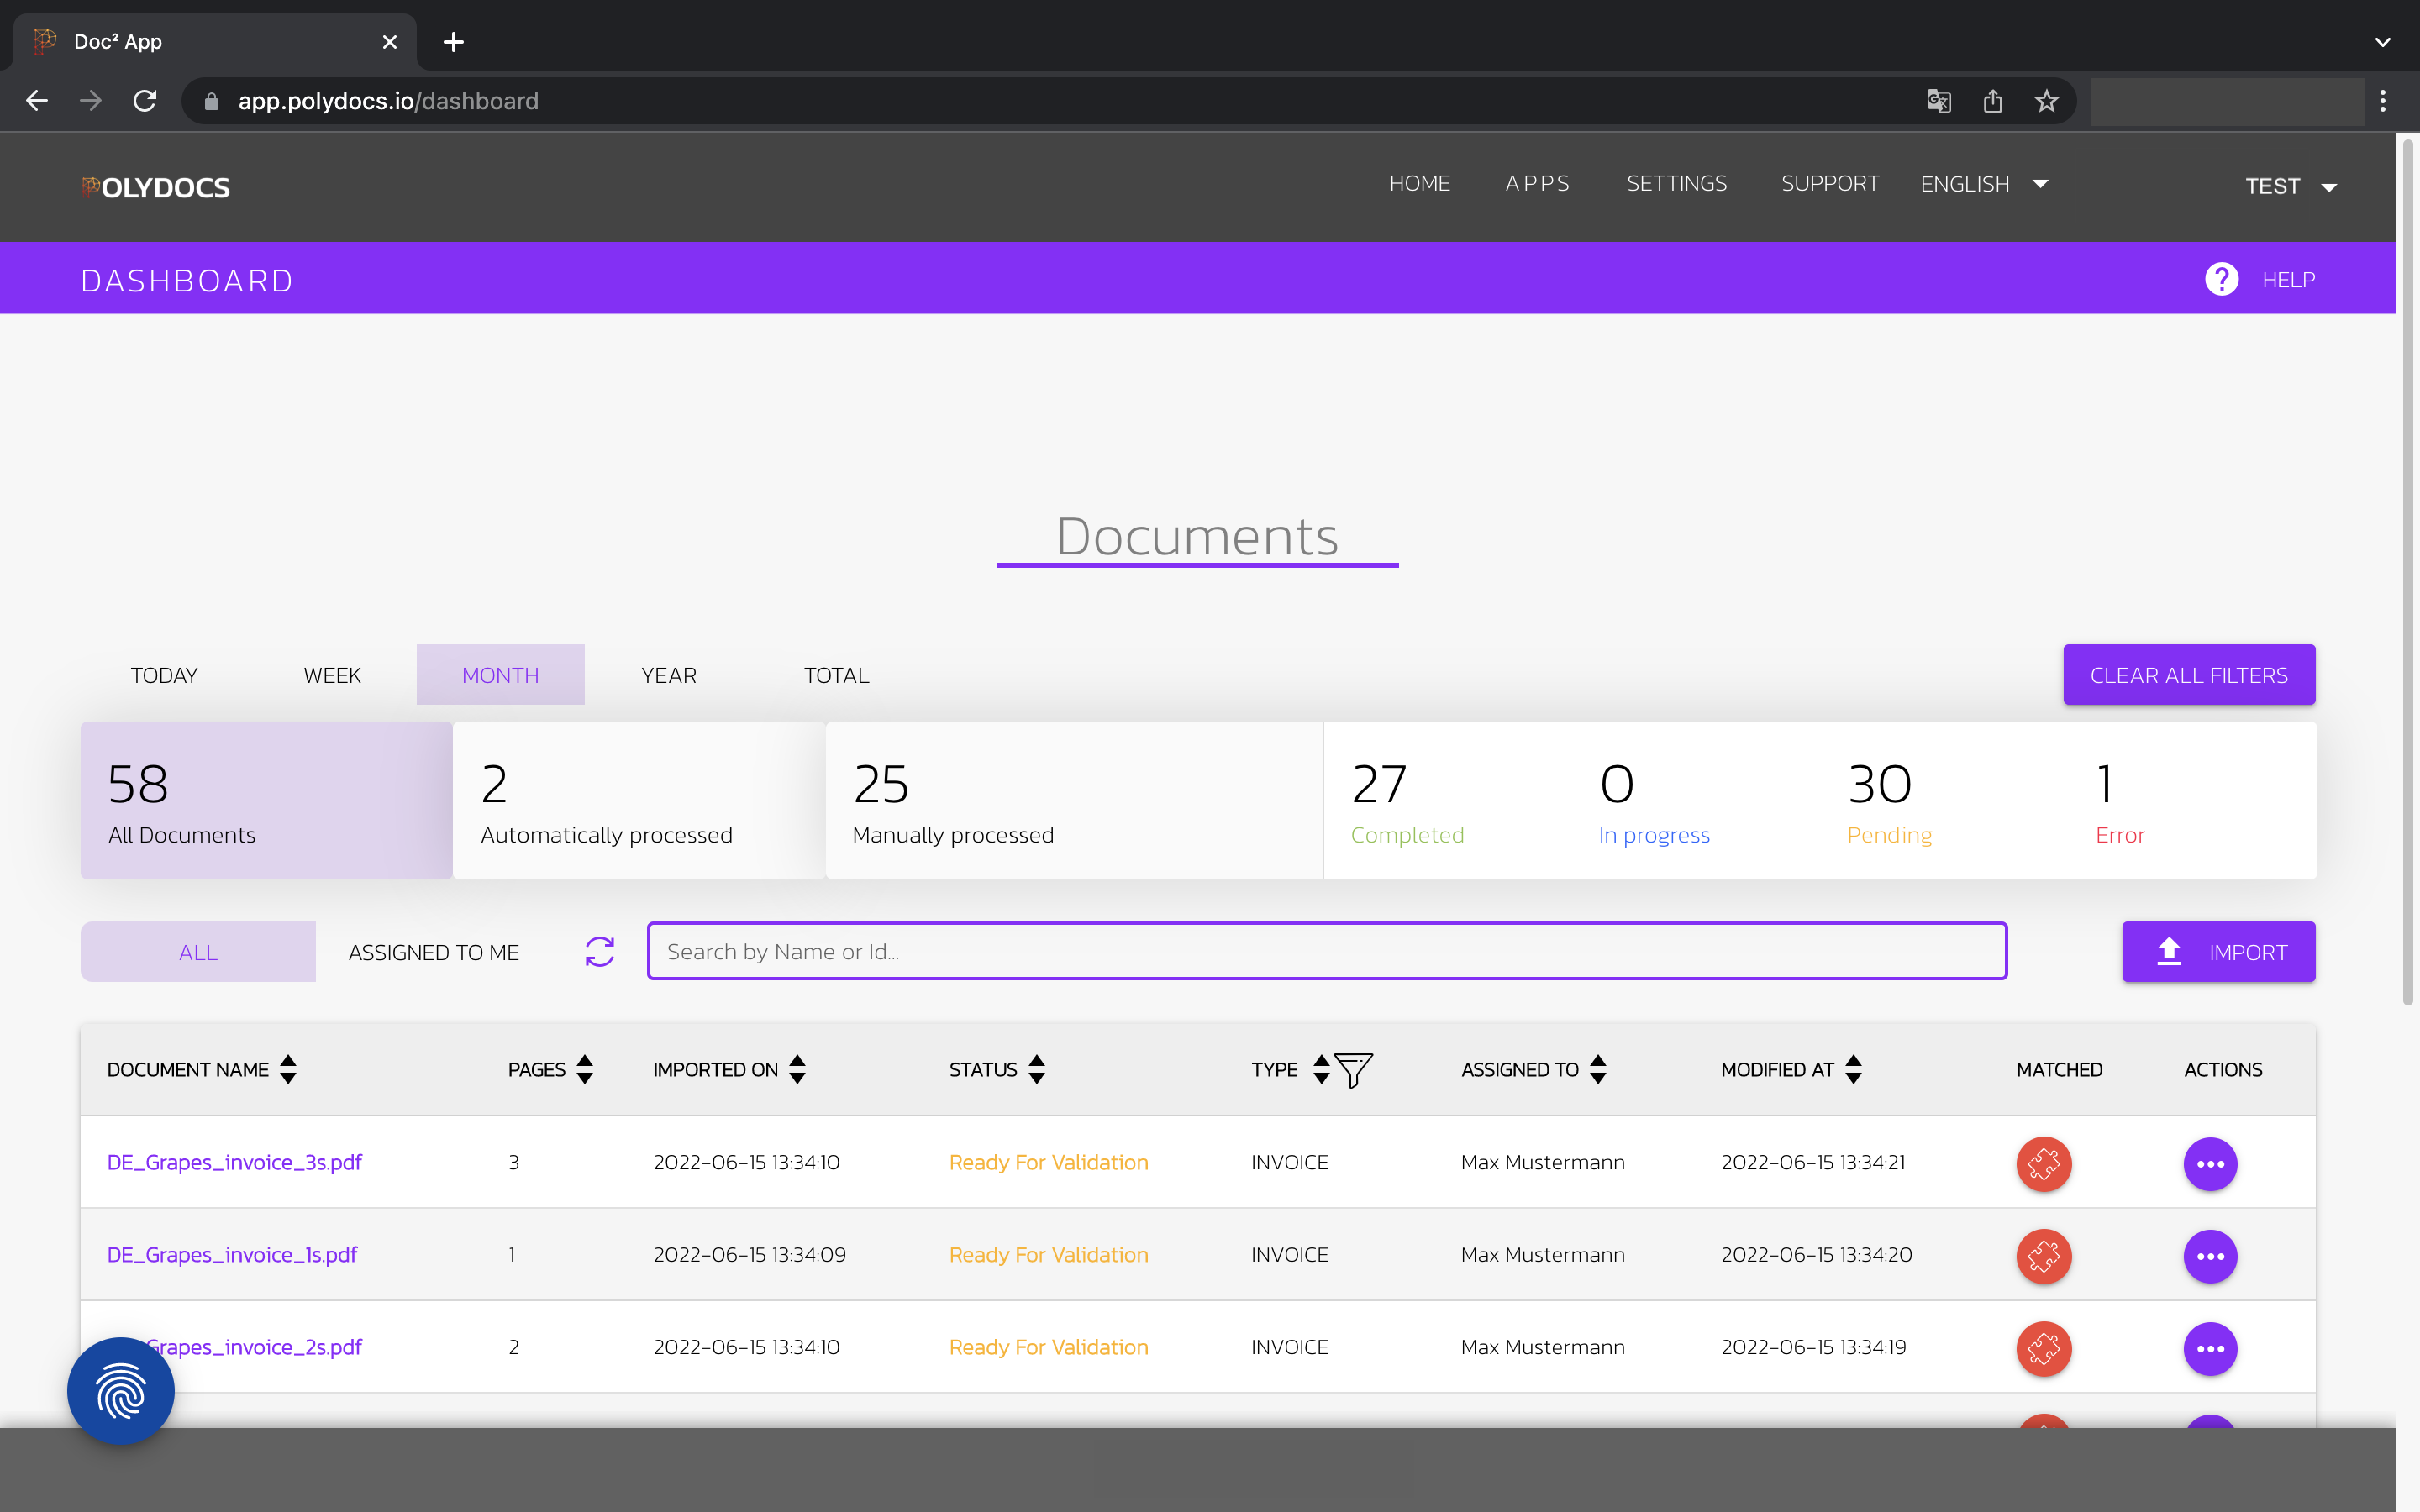 Doc² App
app.polydocs.io/dashboard
POLYDOCS
HOME APPS SETTINGS SUPPORT ENGLISH TEST
DASHBOARD
? HELP
Documents
TODAY WEEK MONTH YEAR TOTAL CLEAR ALL FILTERS
58 2 25 27 0 30 1
All Documents Automatically processed Manually processed Completed In progress Pending Error
ALL ASSIGNED TO ME Search by Name or Id... IMPORT
DOCUMENT NAME PAGES IMPORTED ON STATUS TYPE ASSIGNED TO MODIFIED AT MATCHED ACTIONS
DE_Grapes_invoice_3s.pdf 3 2022-06-15 13:34:10 Ready For Validation INVOICE Max Mustermann 2022-06-15 13:34:21
DE_Grapes_invoice_1s.pdf 1 2022-06-15 13:34:09 Ready For Validation INVOICE Max Mustermann 2022-06-15 13:34:20
Grapes_invoice_2s.pdf 2 2022-06-15 13:34:10 Ready For Validation INVOICE Max Mustermann 2022-06-15 13:34:19